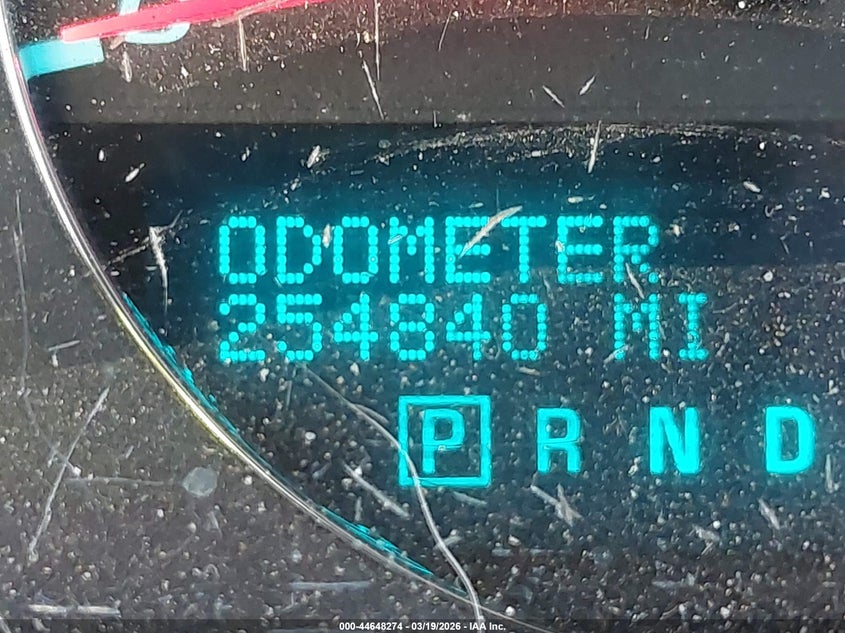 ODOMETER
254840 MI
P R N D
000-44648274 - 03/19/2026 - IAA Inc.